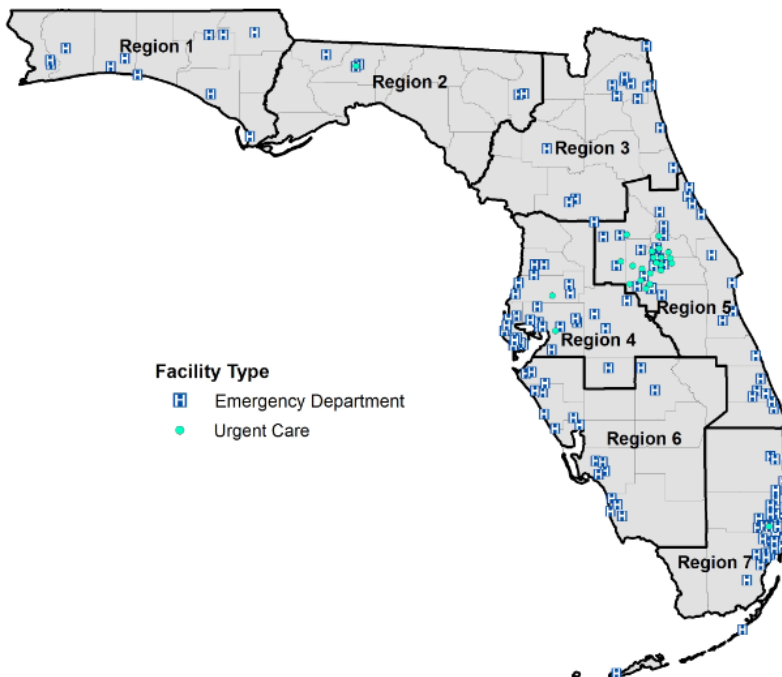 Region 1
Region 2
Region 3
Region 5
Region 4
Facility Type
H Emergency Department
Urgent Care
Region 6
Region 7